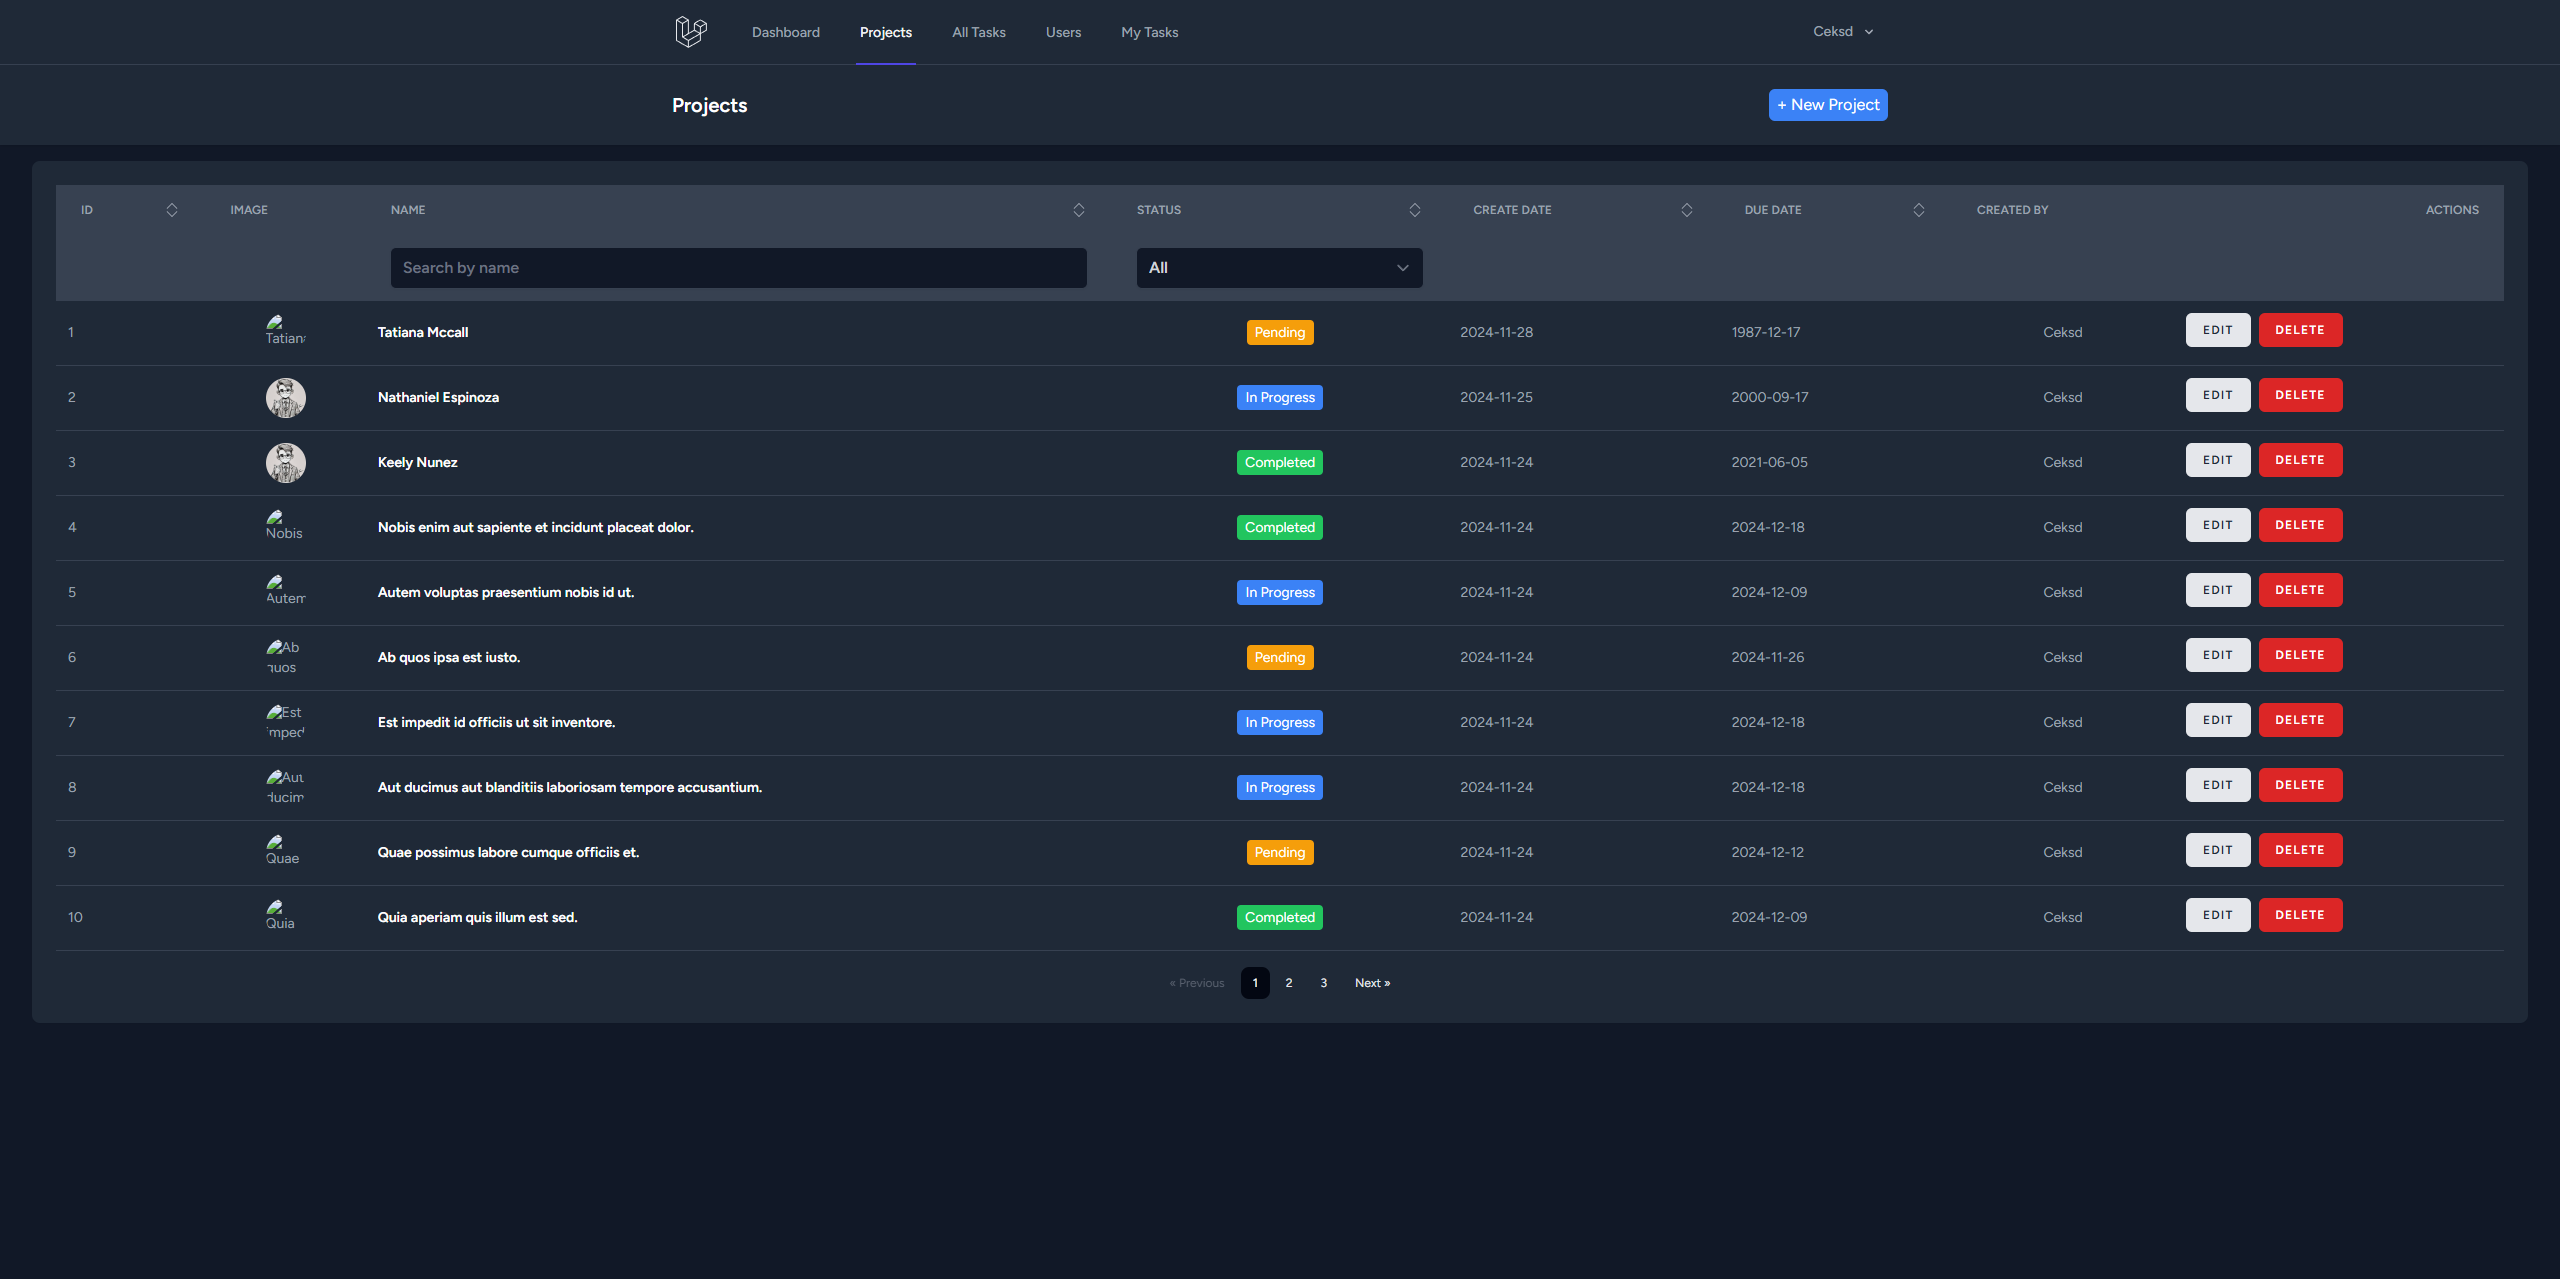 Dashboard Projects All Tasks Users My Tasks Ceksd
Projects + New Project
ID IMAGE NAME STATUS CREATE DATE DUE DATE CREATED BY ACTIONS
Search by name All
1 Tatiana Mccall Pending 2024-11-28 1987-12-17 Ceksd EDIT DELETE
2 Nathaniel Espinoza In Progress 2024-11-25 2000-09-17 Ceksd EDIT DELETE
3 Keely Nunez Completed 2024-11-24 2021-06-05 Ceksd EDIT DELETE
4 Nobis Nobis enim aut sapiente et incidunt placeat dolor. Completed 2024-11-24 2024-12-18 Ceksd EDIT DELETE
5 Autem Autem voluptas praesentium nobis id ut. In Progress 2024-11-24 2024-12-09 Ceksd EDIT DELETE
6 Ab quos Ab quos ipsa est iusto. Pending 2024-11-24 2024-11-26 Ceksd EDIT DELETE
7 Est Est impedit id officiis ut sit inventore. In Progress 2024-11-24 2024-12-18 Ceksd EDIT DELETE
8 Aut Aut ducimus aut blanditiis laboriosam tempore accusantium. In Progress 2024-11-24 2024-12-18 Ceksd EDIT DELETE
9 Quae Quae possimus labore cumque officiis et. Pending 2024-11-24 2024-12-12 Ceksd EDIT DELETE
10 Quia Quia aperiam quis illum est sed. Completed 2024-11-24 2024-12-09 Ceksd EDIT DELETE
« Previous 1 2 3 Next »